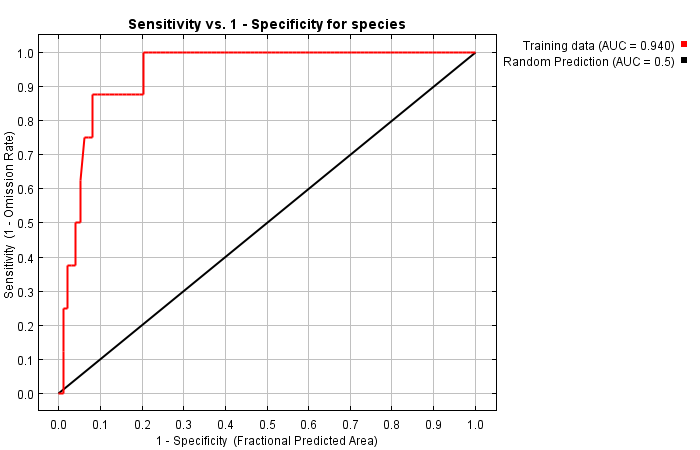 Sensitivity vs. 1 - Specificity for species
Training data (AUC = 0.940)
Random Prediction (AUC = 0.5)
Sensitivity (1 - Omission Rate)
1.0
0.9
0.8
0.7
0.6
0.5
0.4
0.3
0.2
0.1
0.0
0.0 0.1 0.2 0.3 0.4 0.5 0.6 0.7 0.8 0.9 1.0
1 - Specificity (Fractional Predicted Area)